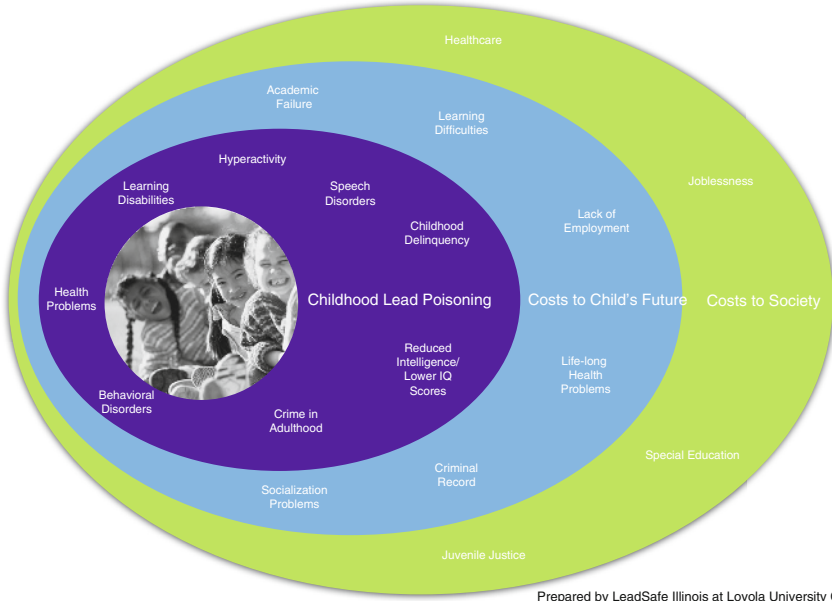 Healthcare
Academic
Failure
Learning
Difficulties
Hyperactivity
Learning
Disabilities
Speech
Disorders
Joblessness
Childhood
Delinquency
Lack of
Employment
Health
Problems
Childhood Lead Poisoning
Costs to Child's Future
Costs to Society
Reduced
Intelligence/
Lower IQ
Scores
Life-long
Health
Problems
Behavioral
Disorders
Crime in
Adulthood
Special Education
Criminal
Record
Socialization
Problems
Juvenile Justice
Prepared by LeadSafe Illinois at Loyola University